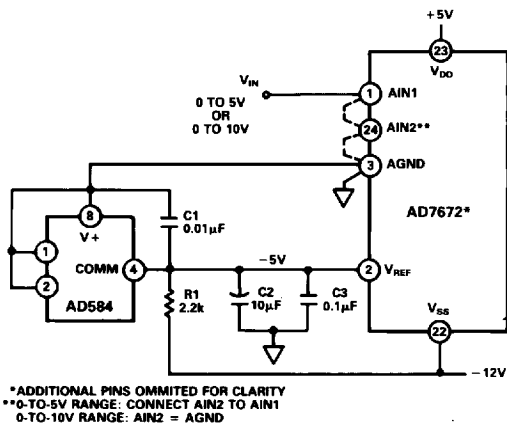 +5V
23
VDD
VIN
0 TO 5V
OR
0 TO 10V
1
AIN1
24
AIN2**
3
AGND
AD7672*
8
V+
C1
0.01µF
1
2
COMM
4
AD584
−5V
2
VREF
R1
2.2k
C2
10µF
C3
0.1µF
VSS
22
−12V
*ADDITIONAL PINS OMMITED FOR CLARITY
**0-TO-5V RANGE: CONNECT AIN2 TO AIN1
0-TO-10V RANGE: AIN2 = AGND